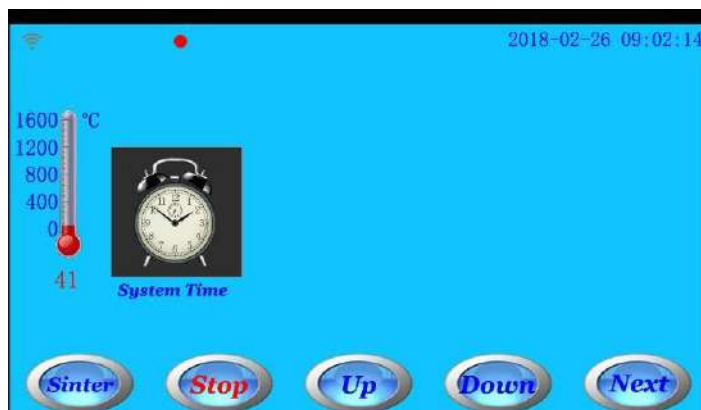 2018-02-26 09:02:14
1600 ℃
1200
800
400
0
41
System Time
Sinter
Stop
Up
Down
Next